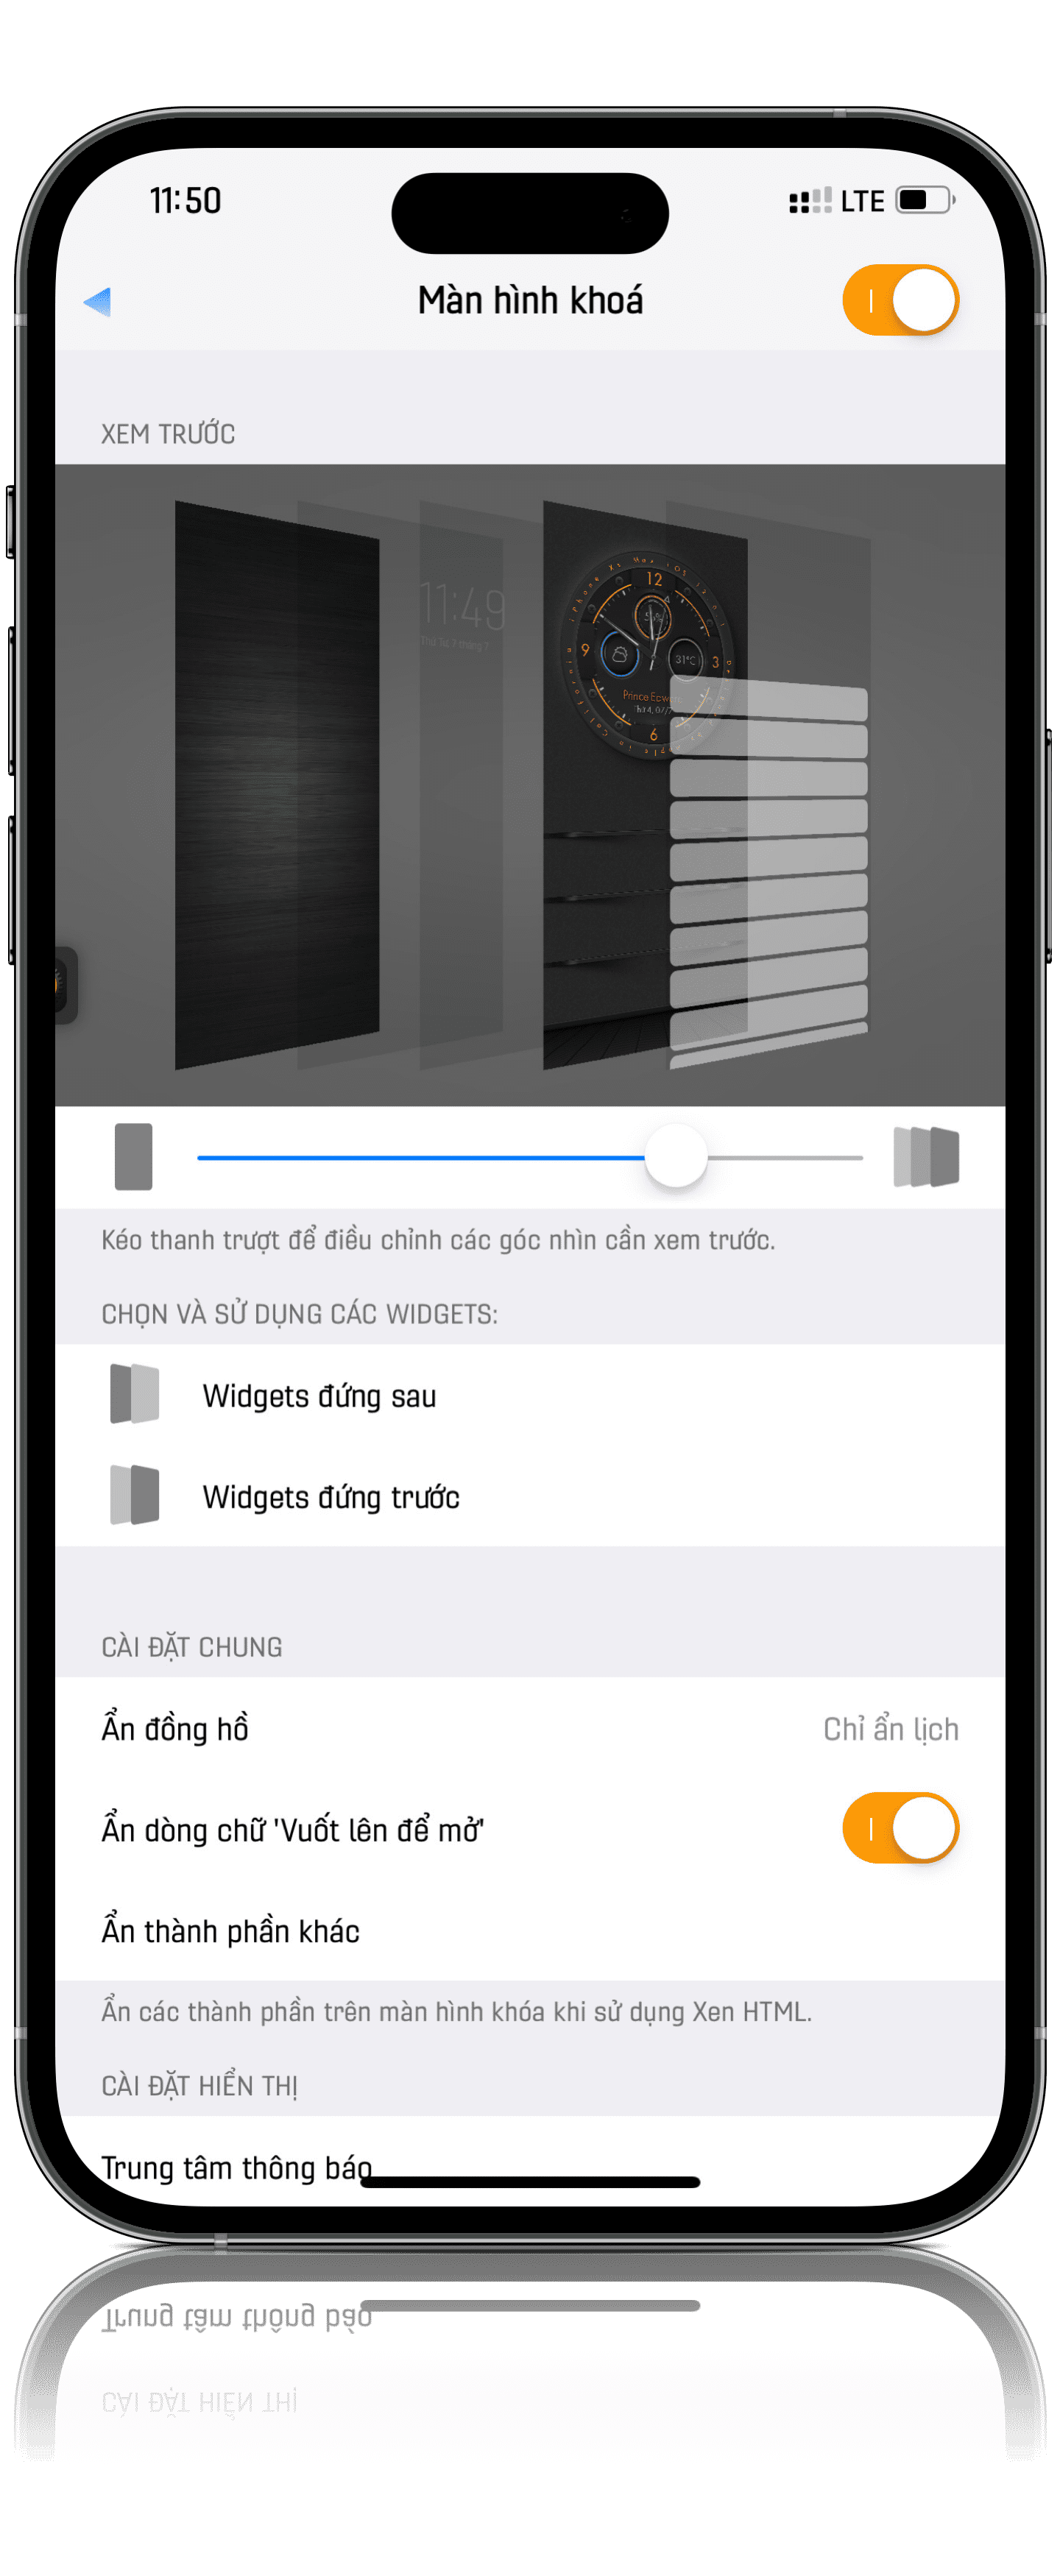 11:50
LTE
Màn hình khoá
XEM TRƯỚC
11:49
12
9
31°C
3
6
Kéo thanh trượt để điều chỉnh các góc nhìn cần xem trước.
CHỌN VÀ SỬ DỤNG CÁC WIDGETS:
Widgets đứng sau
Widgets đứng trước
CÀI ĐẶT CHUNG
Ẩn đồng hồ
Chỉ ẩn lịch
Ẩn dòng chữ 'Vuốt lên để mở'
Ẩn thành phần khác
Ẩn các thành phần trên màn hình khóa khi sử dụng Xen HTML.
CÀI ĐẶT HIỂN THỊ
Trung tâm thông báo